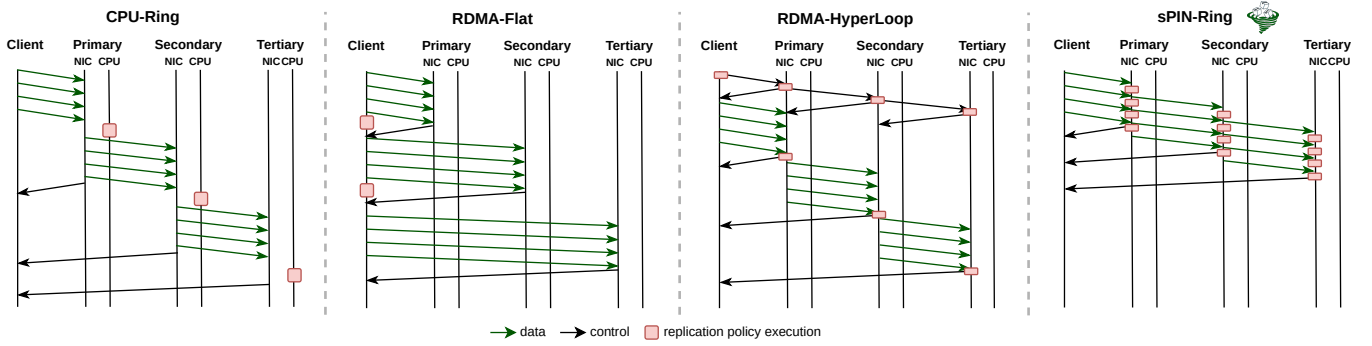 CPU-Ring
Client Primary Secondary Tertiary
NIC CPU NIC CPU NIC CPU
RDMA-Flat
Client Primary Secondary Tertiary
NIC CPU NIC CPU NIC CPU
RDMA-HyperLoop
Client Primary Secondary Tertiary
NIC CPU NIC CPU NIC CPU
sPIN-Ring
Client Primary Secondary Tertiary
NIC CPU NIC CPU NIC CPU
data control replication policy execution